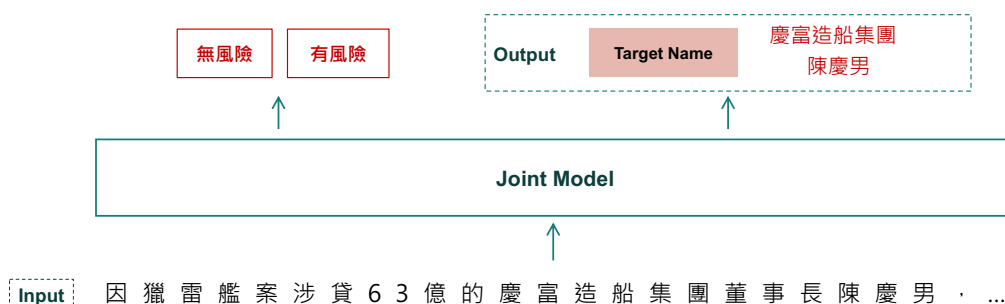 無風險
有風險
Output
Target Name
慶富造船集團
陳慶男
Joint Model
Input
因獵雷艦案涉貸63億的慶富造船集團董事長陳慶男，...